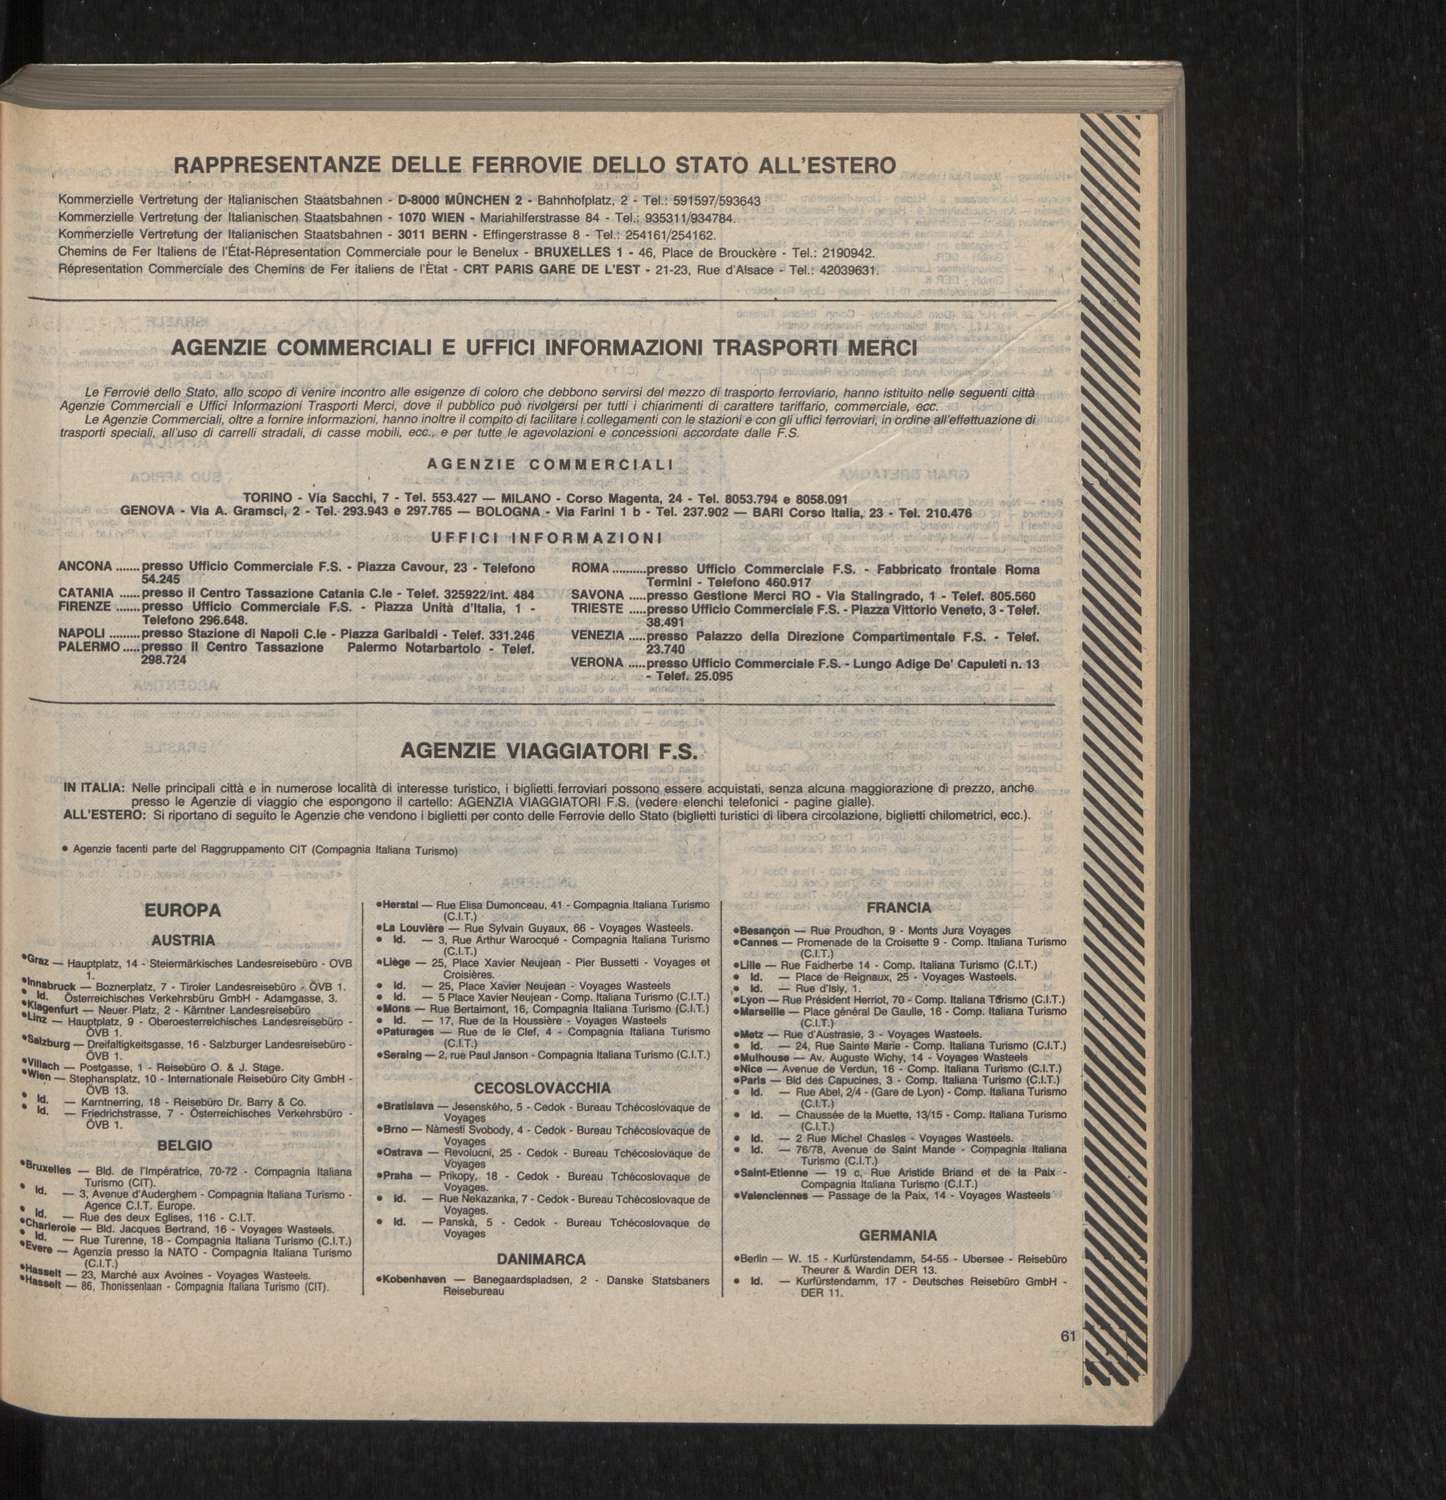 RAPPRESENTANZE DELLE FERROVIE DELLO STATO ALL'ESTERO
Kommerzielle Vertretung der Italianischen Staatsbahnen - D-8000 MÜNCHEN 2 - Bahnhofplatz, 2 - Tel.: 591597/593643
Kommerzielle Vertretung der Italianischen Staatsbahnen - 1070 WIEN - Mariahilferstrasse 84 - Tel.: 935311/934784.
Kommerzielle Vertretung der Italianischen Staatsbahnen - 3011 BERN - Effingerstrasse 8 - Tel.: 254161/254162.
Chemins de Fer Italiens de l'État-Répresentation Commerciale pour le Benelux - BRUXELLES 1 - 46, Place de Brouckère - Tel.: 2190942.
Répresentation Commerciale des Chemins de Fer italiens de l'Ètat - CRT PARIS GARE DE L'EST - 21-23, Rue d'Alsace - Tel.: 42039631.
AGENZIE COMMERCIALI E UFFICI INFORMAZIONI TRASPORTI MERCI
Le Ferrovie dello Stato, allo scopo di venire incontro alle esigenze di coloro che debbono servirsi del mezzo di trasporto ferroviario, hanno istituito nelle seguenti città
Agenzie Commerciali e Uffici Informazioni Trasporti Merci, dove il pubblico può rivolgersi per tutti i chiarimenti di carattere tariffario, commerciale, ecc.
Le Agenzie Commerciali, oltre a fornire informazioni, hanno inoltre il compito di facilitare i collegamenti con le stazioni e con gli uffici ferroviari, in ordine all'effettuazione di
trasporti speciali, all'uso di carrelli stradali, di casse mobili, ecc., e per tutte le agevolazioni e concessioni accordate dalle F.S.
AGENZIE COMMERCIALI
TORINO - Via Sacchi, 7 - Tel. 553.427 — MILANO - Corso Magenta, 24 - Tel. 8053.794 e 8058.091
GENOVA - Via A. Gramsci, 2 - Tel. 293.943 e 297.765 — BOLOGNA - Via Farini 1 b - Tel. 237.902 — BARI Corso Italia, 23 - Tel. 210.476
UFFICI INFORMAZIONI
ANCONA ....... presso Ufficio Commerciale F.S. - Piazza Cavour, 23 - Telefono
54.245
CATANIA ...... presso il Centro Tassazione Catania C.le - Telef. 325922/int. 484
FIRENZE ....... presso Ufficio Commerciale F.S. - Piazza Unità d'Italia, 1 -
Telefono 296.648.
NAPOLI ......... presso Stazione di Napoli C.le - Piazza Garibaldi - Telef. 331.246
PALERMO ..... presso il Centro Tassazione Palermo Notarbartolo - Telef.
298.724
ROMA .......... presso Ufficio Commerciale F.S. - Fabbricato frontale Roma
Termini - Telefono 460.917
SAVONA ..... presso Gestione Merci RO - Via Stalingrado, 1 - Telef. 805.560
TRIESTE ..... presso Ufficio Commerciale F.S. - Piazza Vittorio Veneto, 3 - Telef.
38.491
VENEZIA ..... presso Palazzo della Direzione Compartimentale F.S. - Telef.
23.740
VERONA ..... presso Ufficio Commerciale F.S. - Lungo Adige De' Capuleti n. 13
- Telef. 25.095
AGENZIE VIAGGIATORI F.S.
IN ITALIA: Nelle principali città e in numerose località di interesse turistico, i biglietti ferroviari possono essere acquistati, senza alcuna maggiorazione di prezzo, anche
presso le Agenzie di viaggio che espongono il cartello: AGENZIA VIAGGIATORI F.S. (vedere elenchi telefonici - pagine gialle).
ALL'ESTERO: Si riportano di seguito le Agenzie che vendono i biglietti per conto delle Ferrovie dello Stato (biglietti turistici di libera circolazione, biglietti chilometrici, ecc.).
● Agenzie facenti parte del Raggruppamento CIT (Compagnia Italiana Turismo)
EUROPA
AUSTRIA
●Graz — Hauptplatz, 14 - Steiermärkisches Landesreisebüro - OVB
1.
●Innsbruck — Boznerplatz, 7 - Tiroler Landesreisebüro - ÖVB 1.
● Id. Österreichisches Verkehrsbüru GmbH - Adamgasse, 3.
●Klagenfurt — Neuer Platz, 2 - Kärntner Landesreisebüro
●Linz — Hauptplatz, 9 - Oberoesterreichisches Landesreisebüro -
ÖVB 1.
●Salzburg — Dreifaltigkeitsgasse, 16 - Salzburger Landesreisebüro -
ÖVB 1.
●Villach — Postgasse, 1 - Reisebüro O. & J. Stage.
●Wien — Stephansplatz, 10 - Internationale Reisebüro City GmbH -
ÖVB 13.
● Id. — Karntnerring, 18 - Reisebüro Dr. Barry & Co.
● Id. — Friedrichstrasse, 7 - Österreichisches Verkehrsbüro -
ÖVB 1.
BELGIO
●Bruxelles — Bld. de l'Impératrice, 70-72 - Compagnia Italiana
Turismo (CIT).
● Id. — 3, Avenue d'Auderghem - Compagnia Italiana Turismo -
Agence C.I.T. Europe.
● Id. — Rue des deux Eglises, 116 - C.I.T.
●Charleroie — Bld. Jacques Bertrand, 16 - Voyages Wasteels.
● Id. — Rue Turenne, 18 - Compagnia Italiana Turismo (C.I.T.)
●Evere — Agenzia presso la NATO - Compagnia Italiana Turismo
(C.I.T.)
●Hasselt — 23, Marché aux Avoines - Voyages Wasteels.
●Hasselt — 86, Thonissenlaan - Compagnia Italiana Turismo (CIT).
●Herstal — Rue Elisa Dumonceau, 41 - Compagnia Italiana Turismo
(C.I.T.)
●La Louvière — Rue Sylvain Guyaux, 66 - Voyages Wasteels.
● Id. — 3, Rue Arthur Warocqué - Compagnia Italiana Turismo
(C.I.T.)
●Liège — 25, Place Xavier Neujean - Pier Bussetti - Voyages et
Croisières.
● Id. — 25, Place Xavier Neujean - Voyages Wasteels
● Id. — 5 Place Xavier Neujean - Comp. Italiana Turismo (C.I.T.)
●Mons — Rue Bertaimont, 16, Compagnia Italiana Turismo (C.I.T.)
● Id. — 17, Rue de la Houssière - Voyages Wasteels
●Paturages — Rue de le Clef, 4 - Compagnia Italiana Turismo
(C.I.T.)
●Seraing — 2, rue Paul Janson - Compagnia Italiana Turismo (C.I.T.)
CECOSLOVACCHIA
●Bratislava — Jesenského, 5 - Cedok - Bureau Tchécoslovaque de
Voyages
●Brno — Nàmesti Svobody, 4 - Cedok - Bureau Tchécoslovaque de
Voyages
●Ostrava — Revolucni, 25 - Cedok - Bureau Tchécoslovaque de
Voyages
●Praha — Prikopy, 18 - Cedok - Bureau Tchécoslovaque de
Voyages.
● Id. — Rue Nekazanka, 7 - Cedok - Bureau Tchécoslovaque de
Voyages.
● Id. — Panskà, 5 - Cedok - Bureau Tchécoslovaque de
Voyages
DANIMARCA
●Kobenhaven — Banegaardspladsen, 2 - Danske Statsbaners
Reisebureau
FRANCIA
●Besançon — Rue Proudhon, 9 - Monts Jura Voyages
●Cannes — Promenade de la Croisette 9 - Comp. Italiana Turismo
(C.I.T.)
●Lille — Rue Faidherbe 14 - Comp. Italiana Turismo (C.I.T.)
● Id. — Place de Reignaux, 25 - Voyages Wasteels.
● Id. — Rue d'Isly, 1.
●Lyon — Rue Président Herriot, 70 - Comp. Italiana Turismo (C.I.T.)
●Marseille — Place général De Gaulle, 16 - Comp. Italiana Turismo
(C.I.T.)
●Metz — Rue d'Austrasie, 3 - Voyages Wasteels.
● Id. — 24, Rue Sainte Marie - Comp. Italiana Turismo (C.I.T.)
●Mulhouse — Av. Auguste Wichy, 14 - Voyages Wasteels
●Nice — Avenue de Verdun, 16 - Comp. Italiana Turismo (C.I.T.)
●Paris — Bld des Capucines, 3 - Comp. Italiana Turismo (C.I.T.)
● Id. — Rue Abel, 2/4 - (Gare de Lyon) - Comp. Italiana Turismo
(C.I.T.)
● Id. — Chaussée de la Muette, 13/15 - Comp. Italiana Turismo
(C.I.T.)
● Id. — 2 Rue Michel Chasles - Voyages Wasteels.
● Id. — 76/78, Avenue de Saint Mande - Compagnia Italiana
Turismo (C.I.T.)
●Saint-Etienne — 19 c, Rue Aristide Briand et de la Paix -
Compagnia Italiana Turismo (C.I.T.)
●Valenciennes — Passage de la Paix, 14 - Voyages Wasteels
GERMANIA
●Berlin — W. 15 - Kurfürstendamm, 54-55 - Ubersee - Reisebüro
Theurer & Wardin DER 13.
● Id. — Kurfürstendamm, 17 - Deutsches Reisebüro GmbH -
DER 11.
61